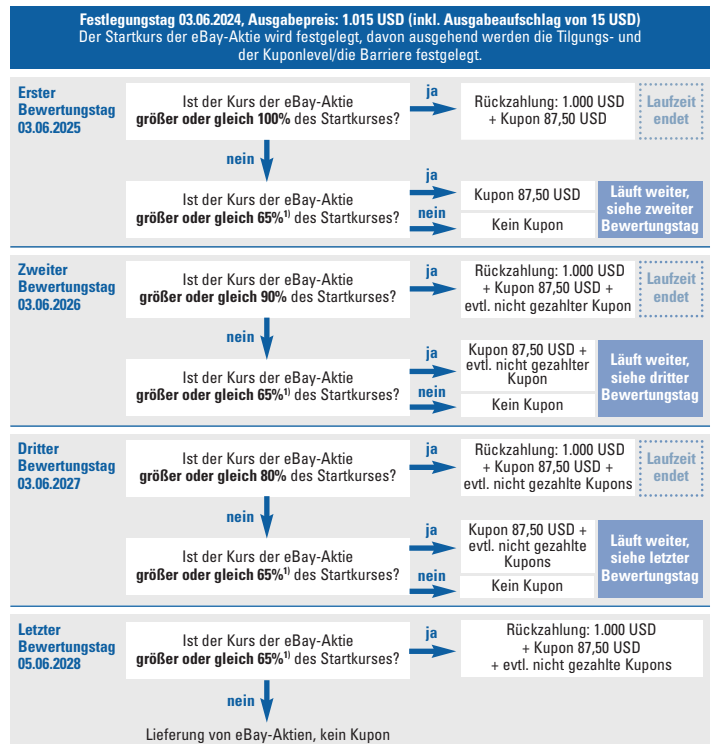 Festlegungstag 03.06.2024, Ausgabepreis: 1.015 USD (inkl. Ausgabeaufschlag von 15 USD)
Der Startkurs der eBay-Aktie wird festgelegt, davon ausgehend werden die Tilgungs- und
der Kuponlevel/die Barriere festgelegt.
Erster
Bewertungstag
03.06.2025
Ist der Kurs der eBay-Aktie
größer oder gleich 100% des Startkurses?
ja
Rückzahlung: 1.000 USD
+ Kupon 87,50 USD
Laufzeit
endet
nein
Ist der Kurs der eBay-Aktie
größer oder gleich 65%1) des Startkurses?
ja
Kupon 87,50 USD
nein
Kein Kupon
Läuft weiter,
siehe zweiter
Bewertungstag
Zweiter
Bewertungstag
03.06.2026
Ist der Kurs der eBay-Aktie
größer oder gleich 90% des Startkurses?
ja
Rückzahlung: 1.000 USD
+ Kupon 87,50 USD +
evtl. nicht gezahlter Kupon
Laufzeit
endet
nein
Ist der Kurs der eBay-Aktie
größer oder gleich 65%1) des Startkurses?
ja
Kupon 87,50 USD +
evtl. nicht gezahlter
Kupon
nein
Kein Kupon
Läuft weiter,
siehe dritter
Bewertungstag
Dritter
Bewertungstag
03.06.2027
Ist der Kurs der eBay-Aktie
größer oder gleich 80% des Startkurses?
ja
Rückzahlung: 1.000 USD
+ Kupon 87,50 USD +
evtl. nicht gezahlte Kupons
Laufzeit
endet
nein
Ist der Kurs der eBay-Aktie
größer oder gleich 65%1) des Startkurses?
ja
Kupon 87,50 USD +
evtl. nicht gezahlte
Kupons
nein
Kein Kupon
Läuft weiter,
siehe letzter
Bewertungstag
Letzter
Bewertungstag
05.06.2028
Ist der Kurs der eBay-Aktie
größer oder gleich 65%1) des Startkurses?
ja
Rückzahlung: 1.000 USD
+ Kupon 87,50 USD
+ evtl. nicht gezahlte Kupons
nein
Lieferung von eBay-Aktien, kein Kupon